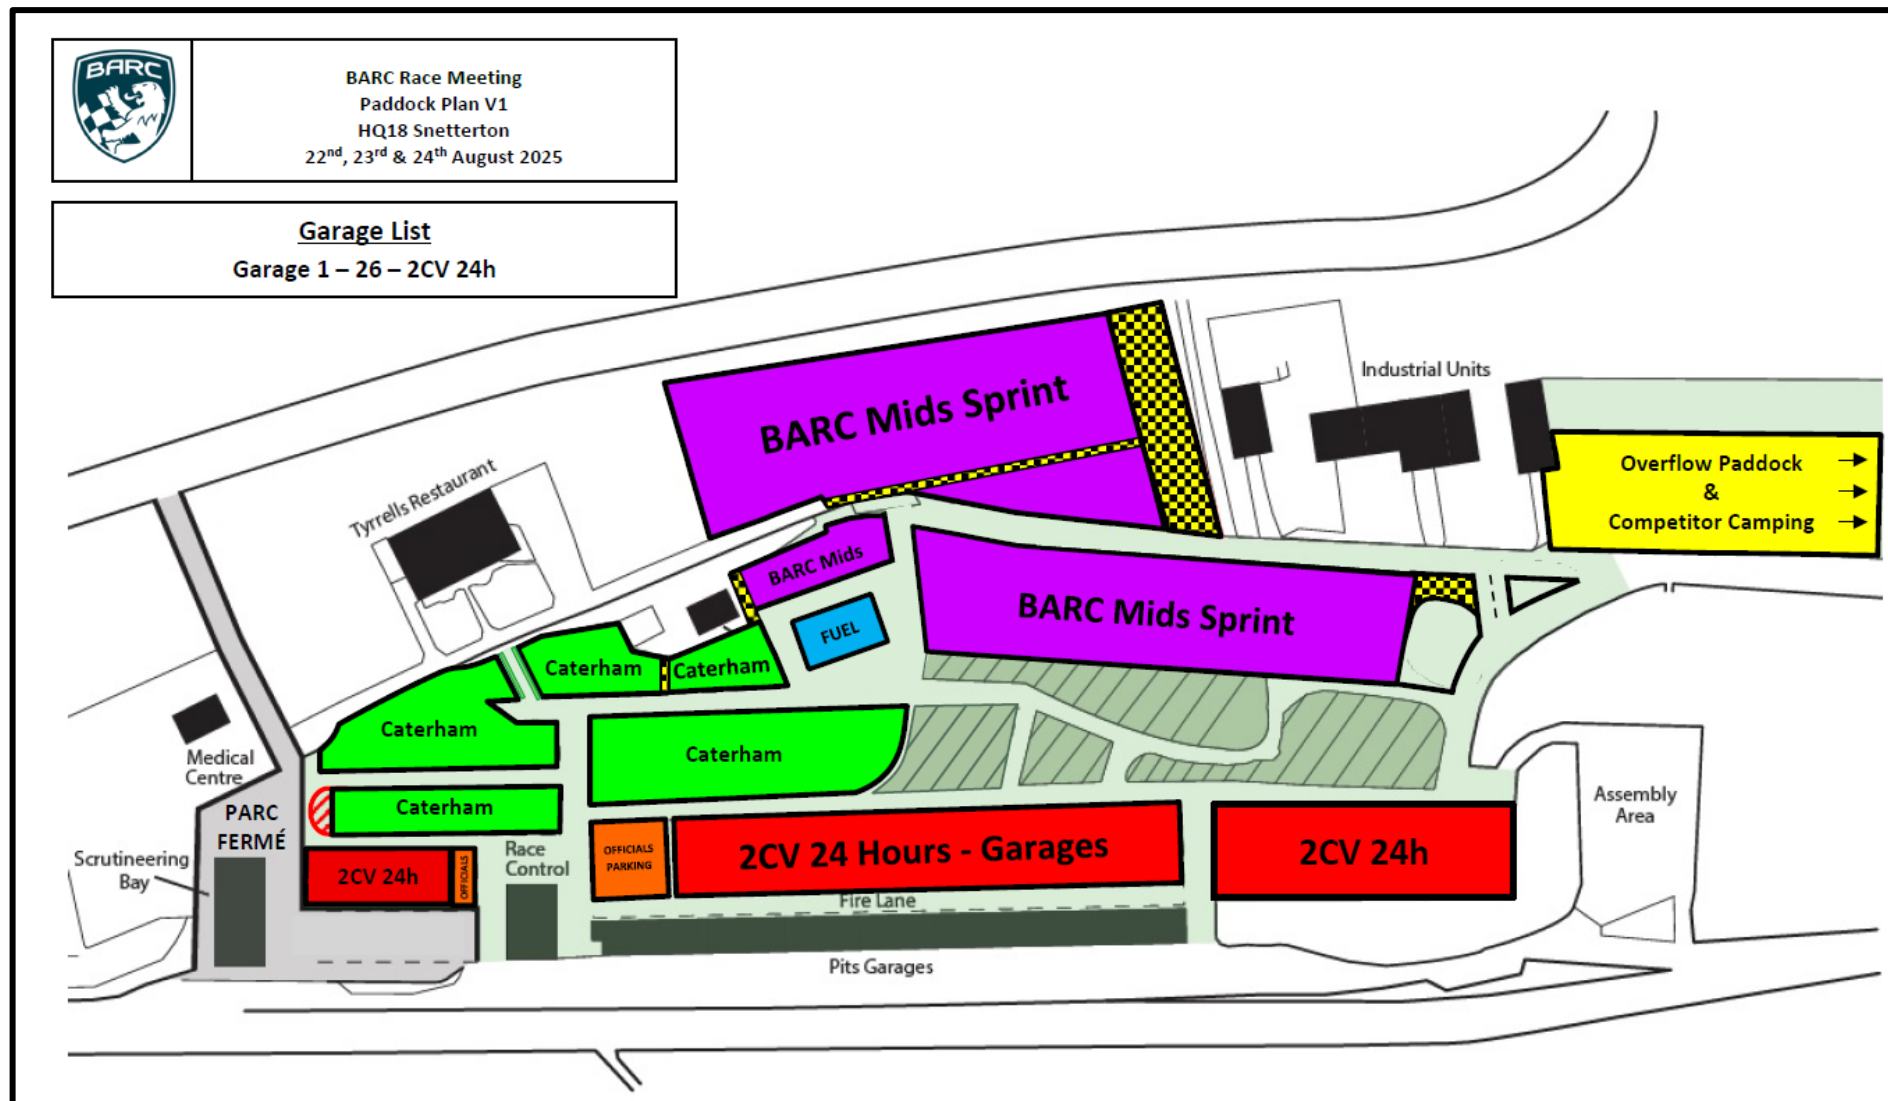 BARC
BARC Race Meeting
Paddock Plan V1
HQ18 Snetterton
22nd, 23rd & 24th August 2025
Garage List
Garage 1 – 26 – 2CV 24h
BARC Mids Sprint
Industrial Units
Overflow Paddock
&
Competitor Camping
Tyrrells Restaurant
BARC Mids
FUEL
BARC Mids Sprint
Caterham
Caterham
Caterham
Caterham
Medical
Centre
Caterham
PARC
FERMÉ
Assembly
Area
Scrutineering
Bay
2CV 24h
OFFICIALS
Race
Control
OFFICIALS
PARKING
2CV 24 Hours - Garages
2CV 24h
Fire Lane
Pits Garages